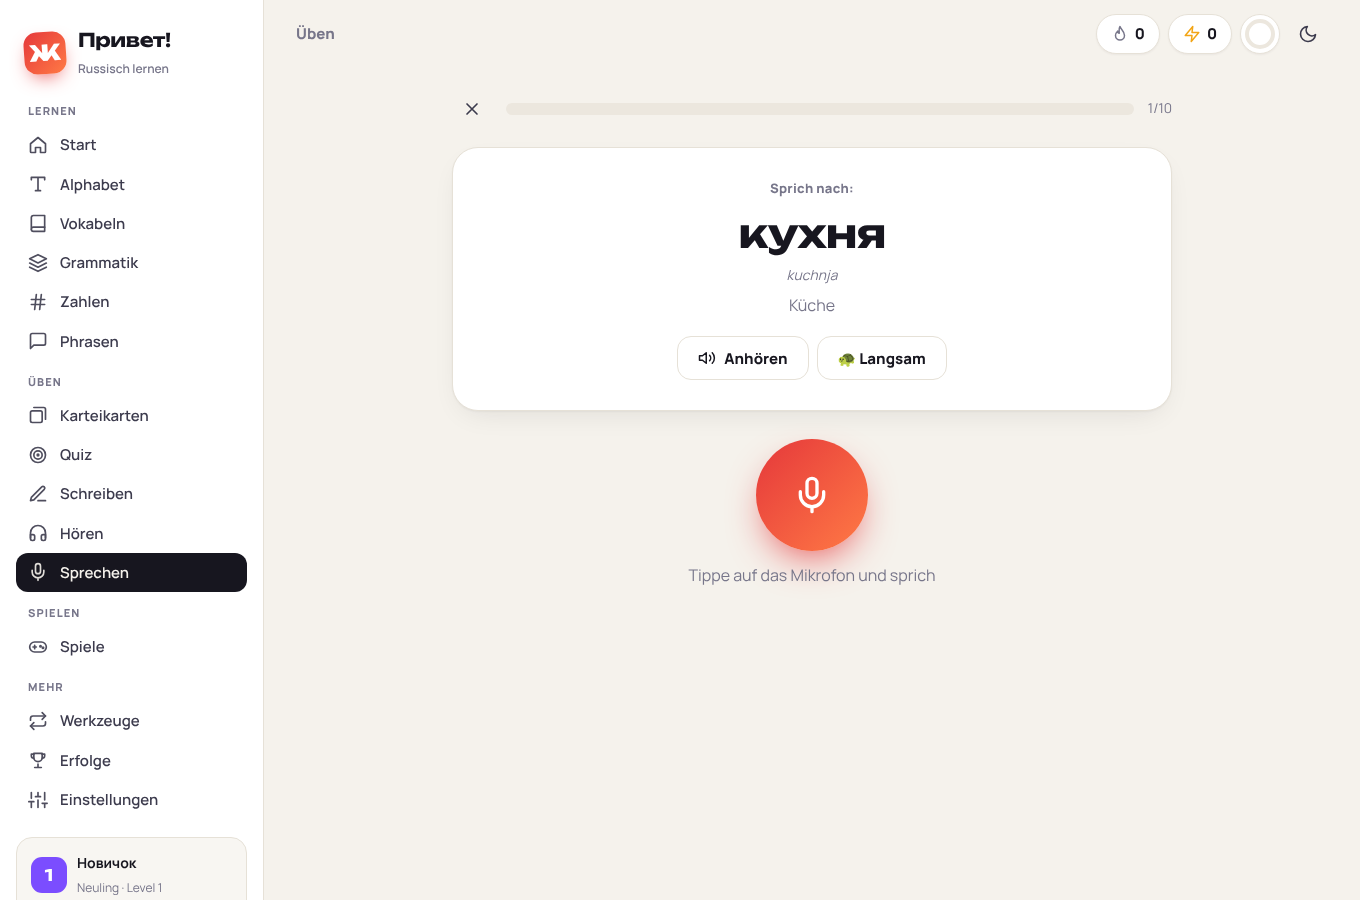 Ж
Привет!
Russisch lernen
LERNEN
Start
Alphabet
Vokabeln
Grammatik
Zahlen
Phrasen
ÜBEN
Karteikarten
Quiz
Schreiben
Hören
Sprechen
SPIELEN
Spiele
MEHR
Werkzeuge
Erfolge
Einstellungen
1
Новичок
Neuling · Level 1
Üben
0
0
1/10
Sprich nach:
кухня
kuchnja
Küche
Anhören
Langsam
Tippe auf das Mikrofon und sprich